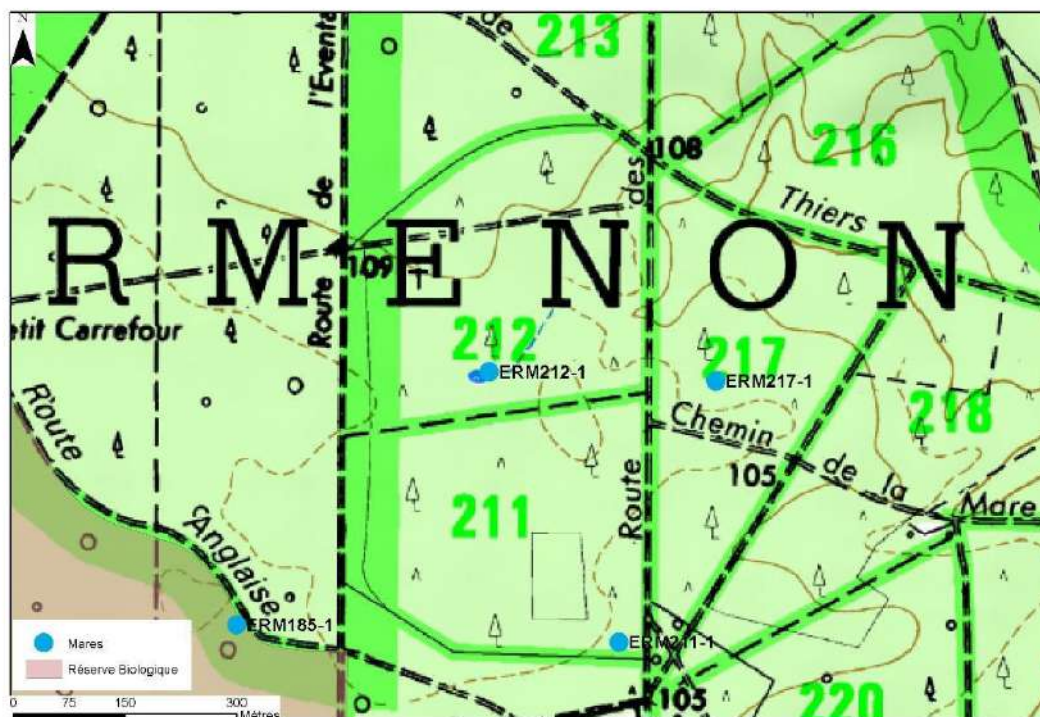 N
213
de
Route de l'Evente
216
108
des
Thiers
RMENON
109
T
etit Carrefour
212
ERM212-1
217
ERM217-1
218
Route
Anglaise
Chemin de la Mare
105
211
Route
ERM185-1
ERM211-1
105
220
Mares
Réserve Biologique
0 75 150 300
Mètres